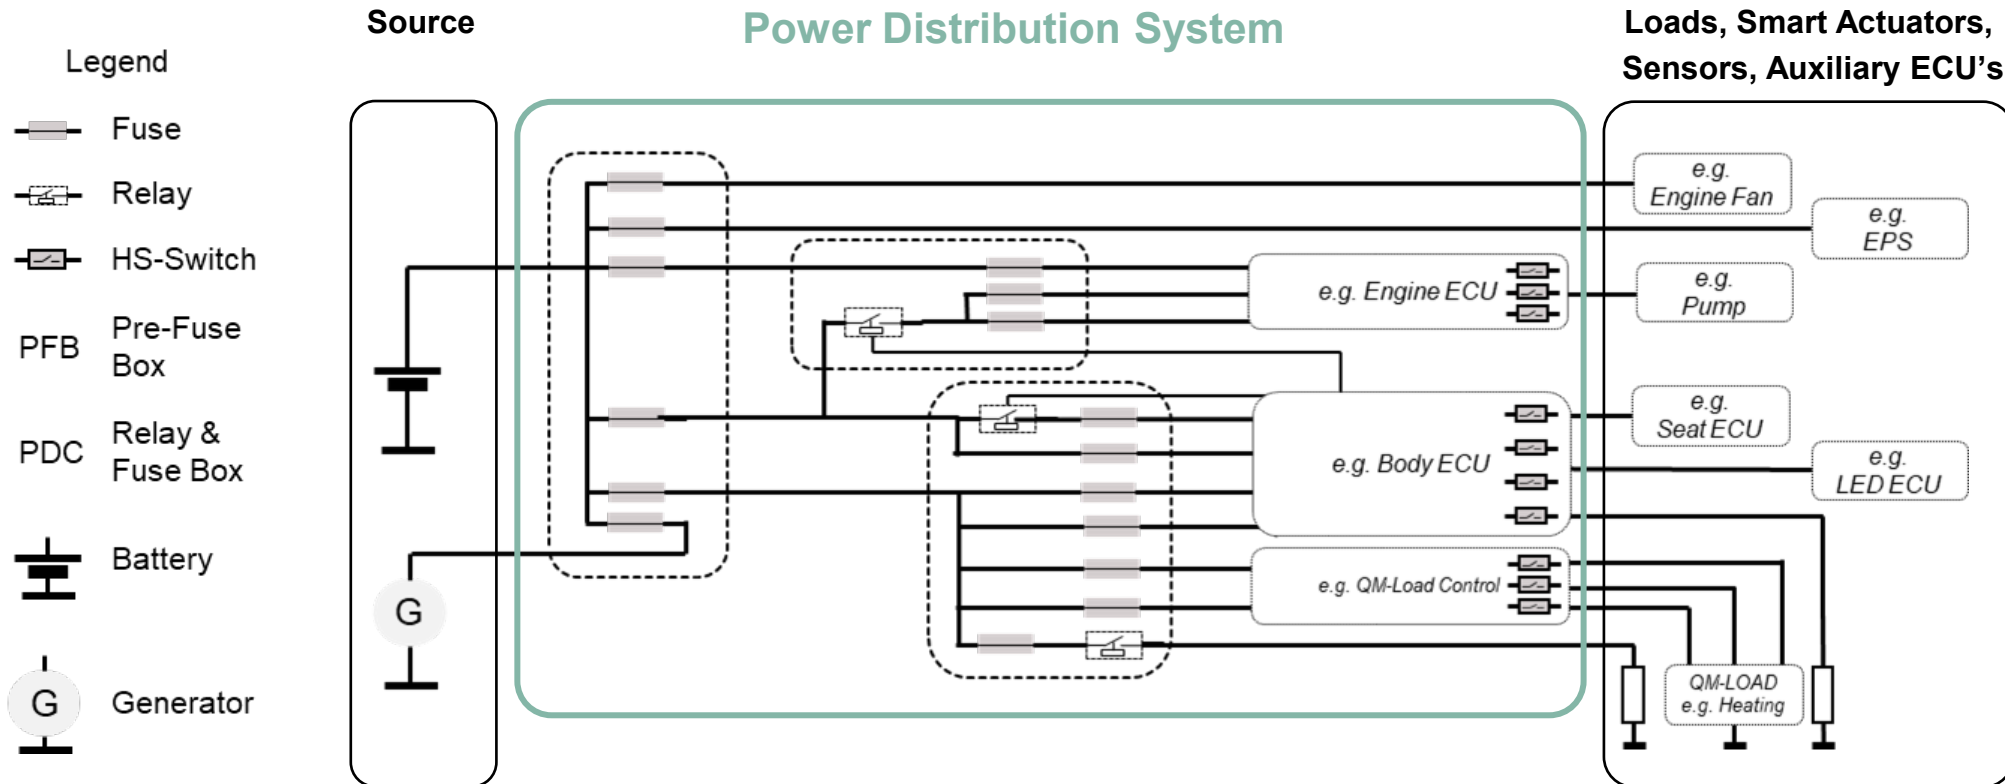 Source
Power Distribution System
Loads, Smart Actuators,
Sensors, Auxiliary ECU's
Legend
Fuse
Relay
HS-Switch
PFB
Pre-Fuse
Box
PDC
Relay &
Fuse Box
Battery
G
Generator
G
e.g.
Engine Fan
e.g.
EPS
e.g. Engine ECU
e.g.
Pump
e.g. Body ECU
e.g.
Seat ECU
e.g.
LED ECU
e.g. QM-Load Control
QM-LOAD
e.g. Heating